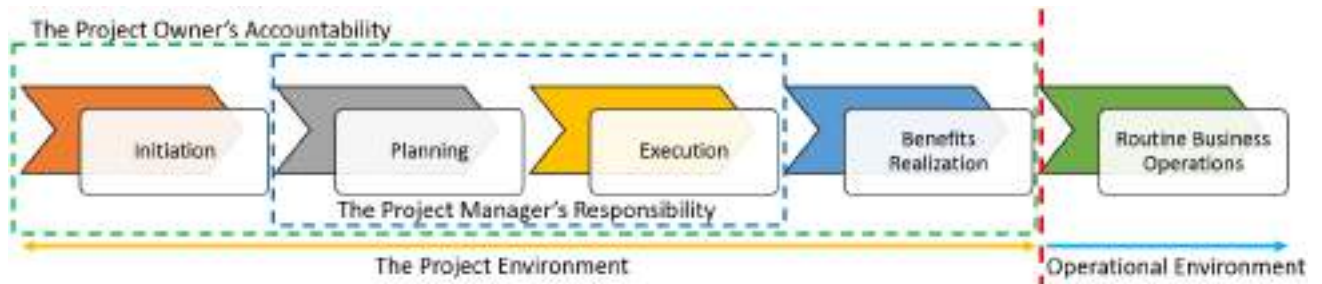 The Project Owner's Accountability
Initiation
Planning
Execution
Benefits
Realization
Routine Business
Operations
The Project Manager's Responsibility
The Project Environment
Operational Environment